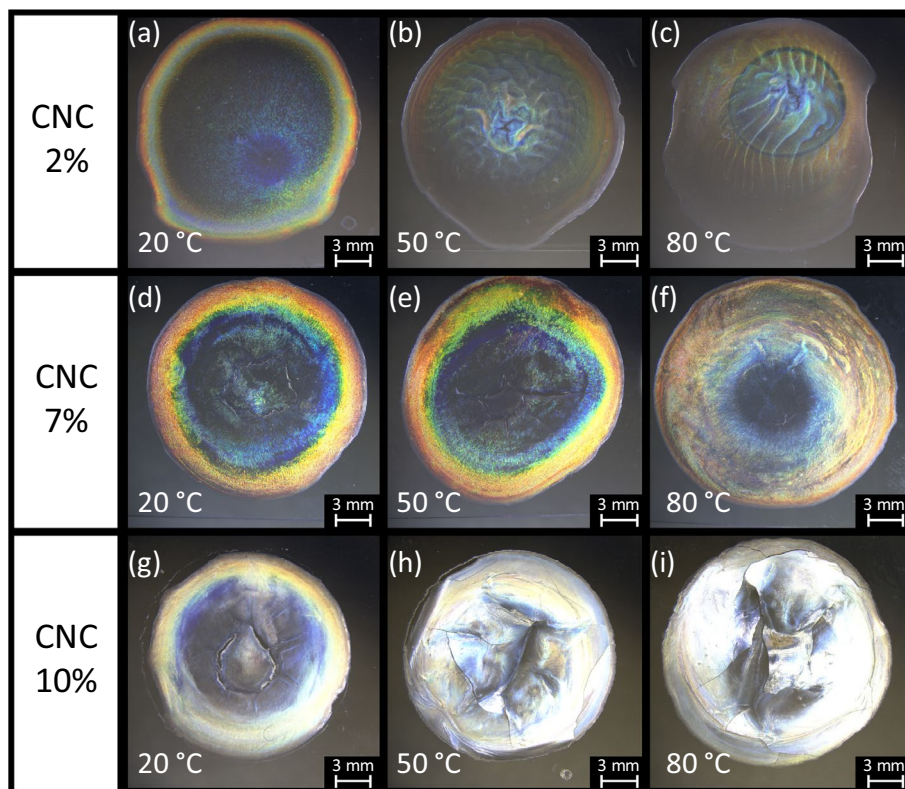 CNC
2%
(a)
20 °C
3 mm
(b)
50 °C
3 mm
(c)
80 °C
3 mm
CNC
7%
(d)
20 °C
3 mm
(e)
50 °C
3 mm
(f)
80 °C
3 mm
CNC
10%
(g)
20 °C
3 mm
(h)
50 °C
3 mm
(i)
80 °C
3 mm